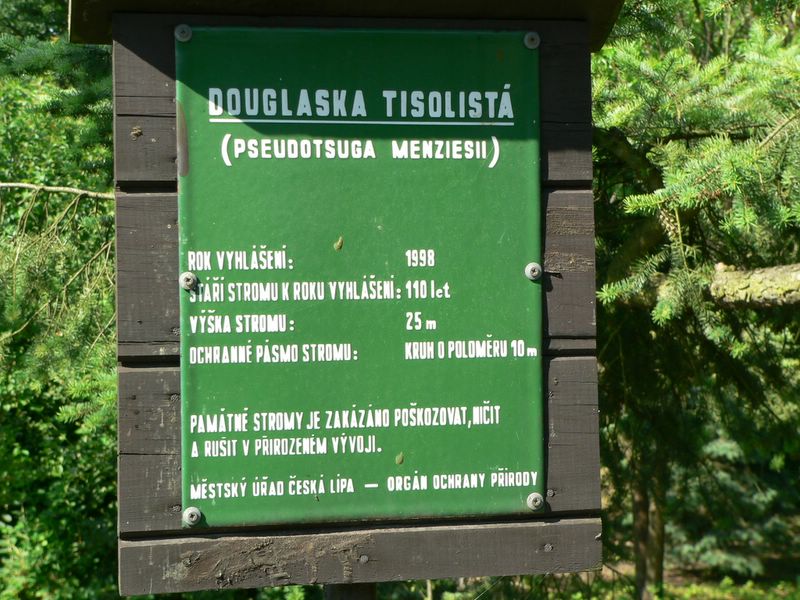 DOUGLASKA TISOLISTÁ
(PSEUDOTSUGA MENZIESII)
ROK VYHLÁŠENÍ: 1998
STÁŘÍ STROMU K ROKU VYHLÁŠENÍ: 110 let
VÝŠKA STROMU: 25 m
OCHRANNÉ PÁSMO STROMU: KRUH O POLOMĚRU 10 m
PAMÁTNÉ STROMY JE ZAKÁZÁNO POŠKOZOVAT, NIČIT
A RUŠIT V PŘIROZENÉM VÝVOJI.
MĚSTSKÝ ÚŘAD ČESKÁ LÍPA — ORGÁN OCHRANY PŘÍRODY